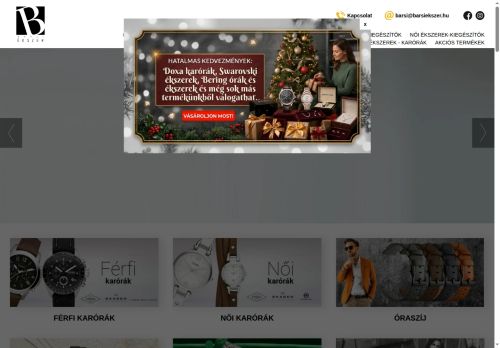 B
ÉKSZER
Kapcsolat
barsi@barsiekszer.hu
x
KIEGÉSZÍTŐK
NŐI ÉKSZEREK-KIEGÉSZÍTŐK
ÉKSZEREK - KARÓRÁK
AKCIÓS TERMÉKEK
HATALMAS KEDVEZMÉNYEK:
Doxa karórák, Swarovski
ékszerek, Bering órák és
ékszerek és még sok más
termékünkből válogathat...
VÁSÁROLJON MOST!
Férfi
karórák
Női
karórák
FÉRFI KARÓRÁK
NŐI KARÓRÁK
ÓRASZÍJ